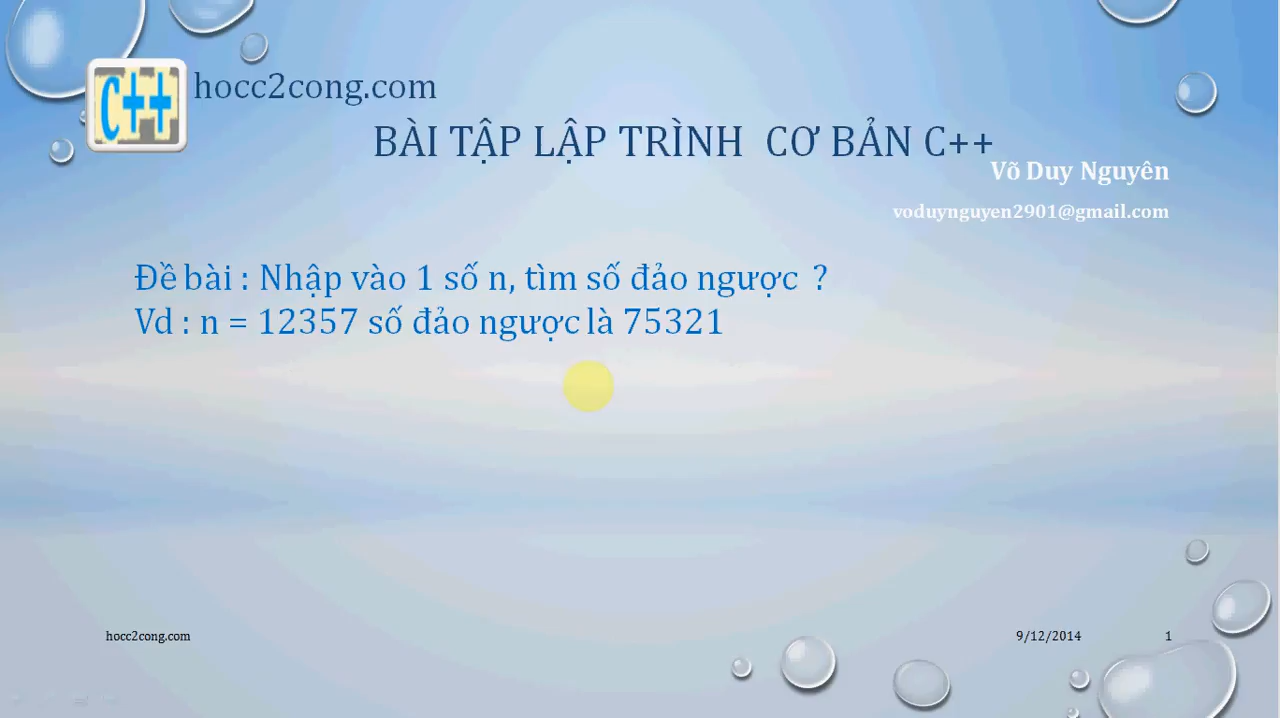 C++
hocc2cong.com
BÀI TẬP LẬP TRÌNH CƠ BẢN C++
Võ Duy Nguyên
voduynguyen2901@gmail.com
Đề bài : Nhập vào 1 số n, tìm số đảo ngược ?
Vd : n = 12357 số đảo ngược là 75321
hocc2cong.com
9/12/2014
1